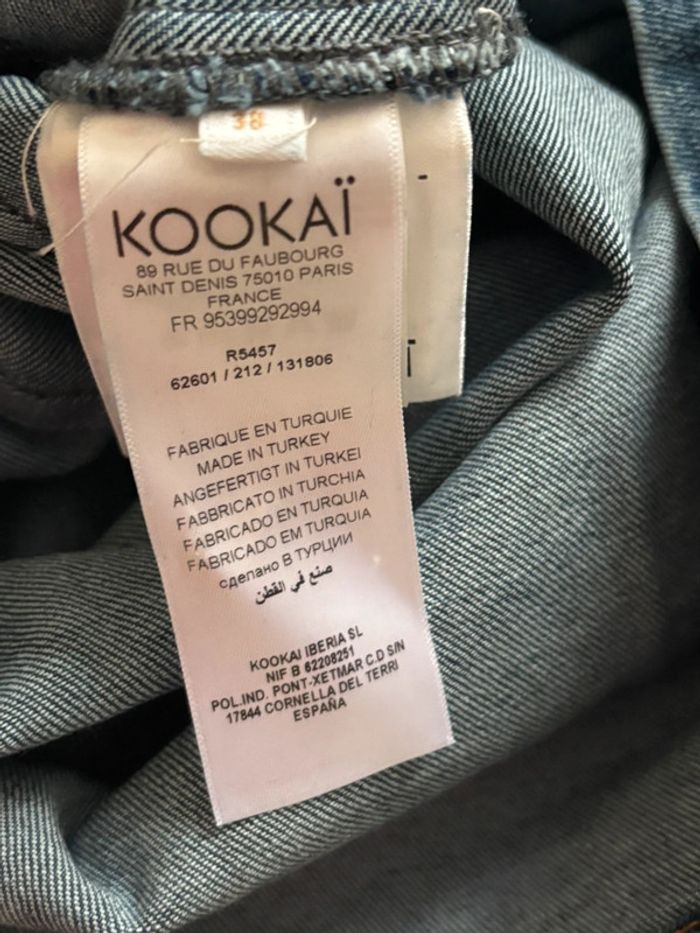 38
KOOKAÏ
89 RUE DU FAUBOURG
SAINT DENIS 75010 PARIS
FRANCE
FR 95399292994
R5457
62601 / 212 / 131806
FABRIQUE EN TURQUIE
MADE IN TURKEY
ANGEFERTIGT IN TURKEI
FABBRICATO IN TURCHIA
FABRICADO EN TURQUIA
FABRICADO EM TURQUIA
сделано В ТУРЦИИ
صنع في القطن
KOOKAI IBERIA SL
NIF B 62208251
POL.IND. PONT-XETMAR C.D S/N
17844 CORNELLA DEL TERRI
ESPAÑA
Ï